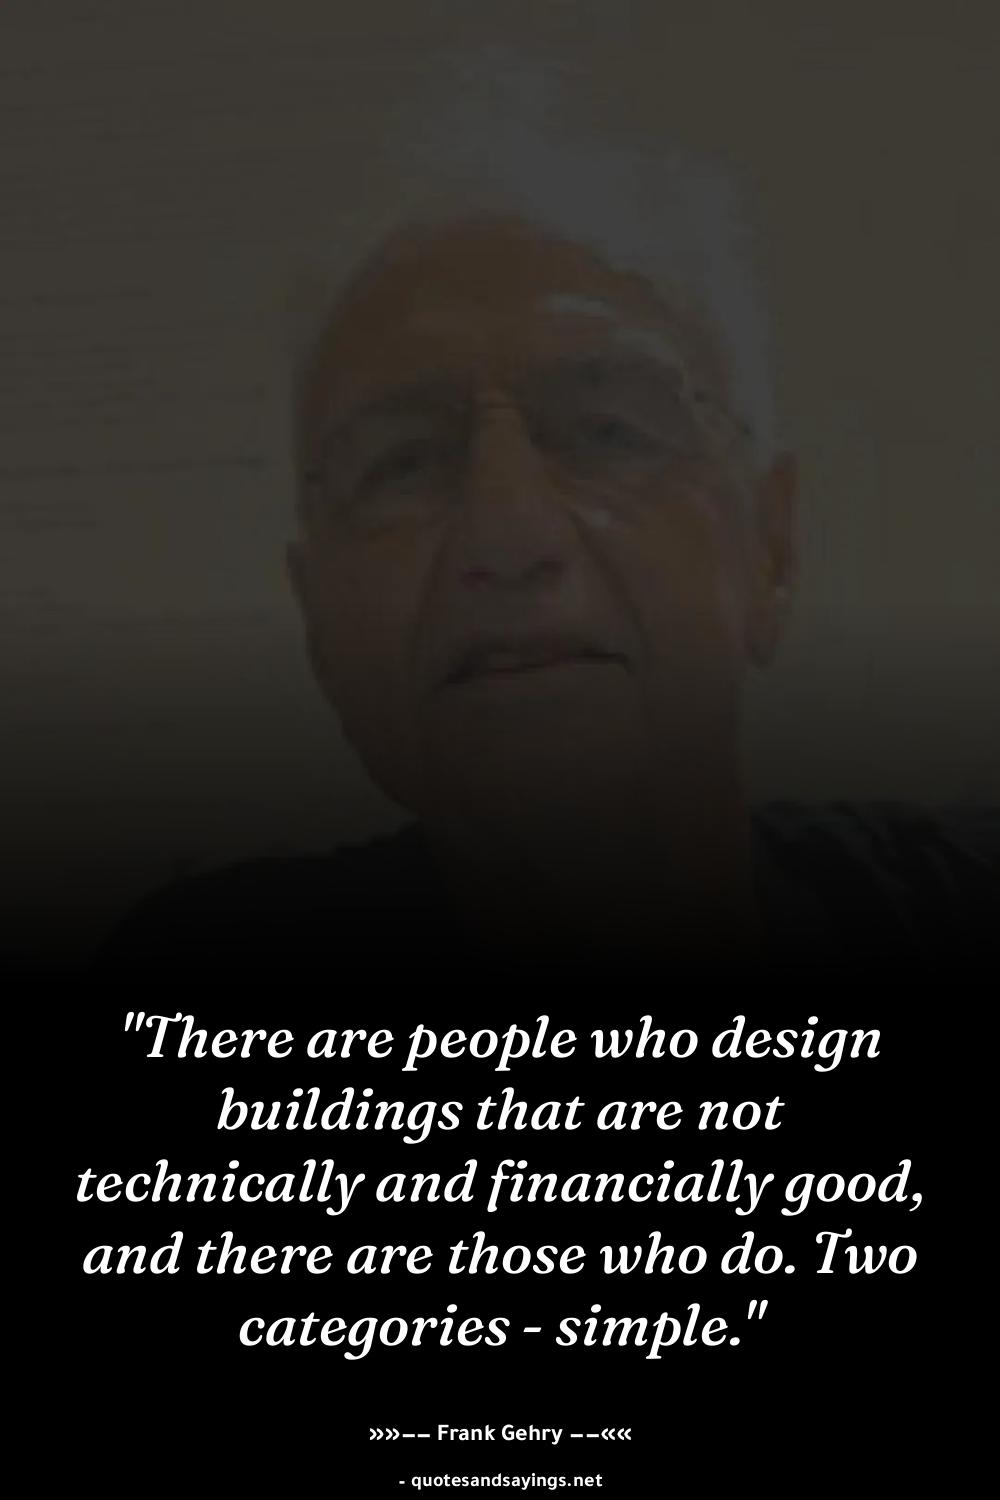 "There are people who design
buildings that are not
technically and financially good,
and there are those who do. Two
categories - simple."
»»−− Frank Gehry −−««
- quotesandsayings.net